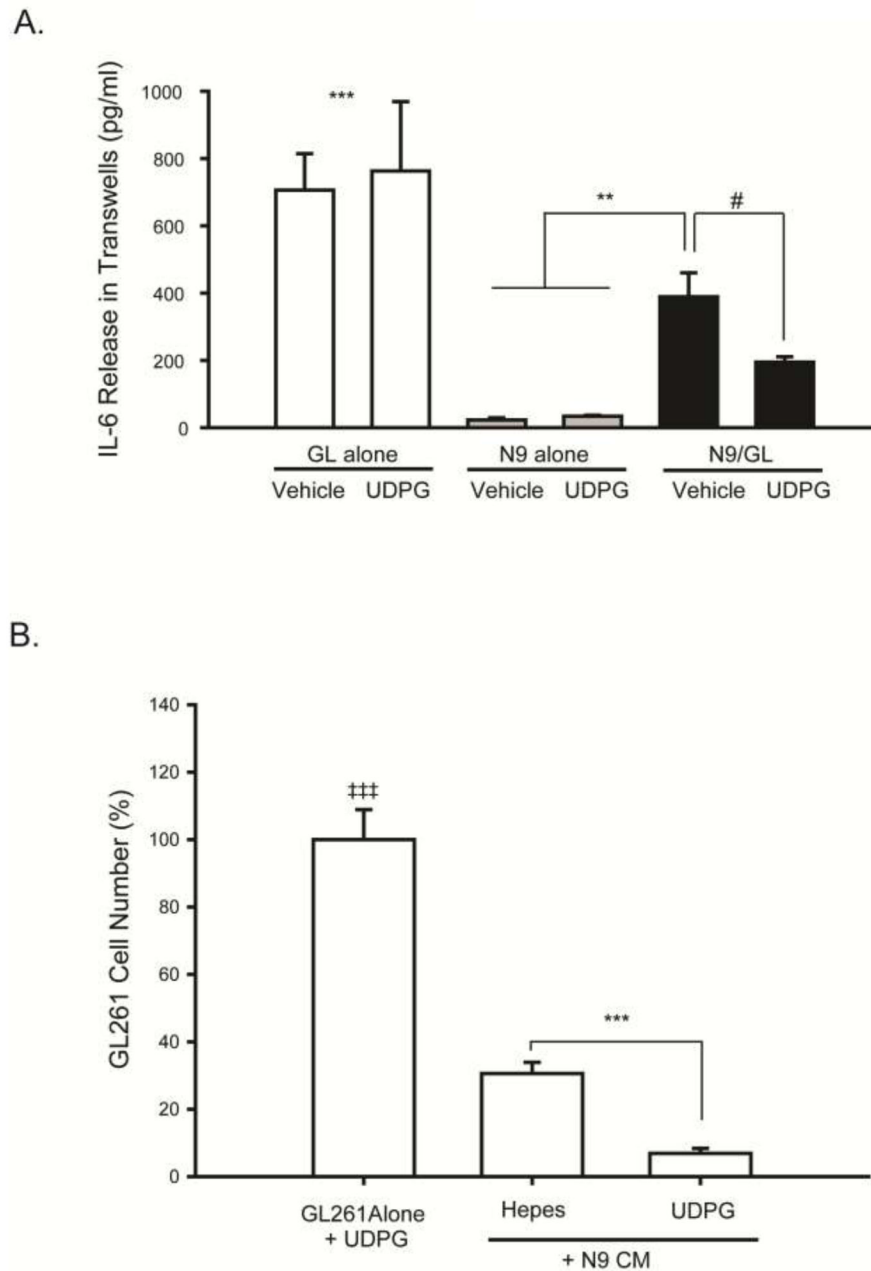 A.
IL-6 Release in Transwells (pg/ml)
1000
800
600
400
200
0
***
**
#
GL alone
N9 alone
N9/GL
Vehicle UDPG
Vehicle UDPG
Vehicle UDPG
B.
GL261 Cell Number (%)
140
120
100
80
60
40
20
0
‡‡‡
***
GL261Alone
+ UDPG
Hepes
UDPG
+ N9 CM